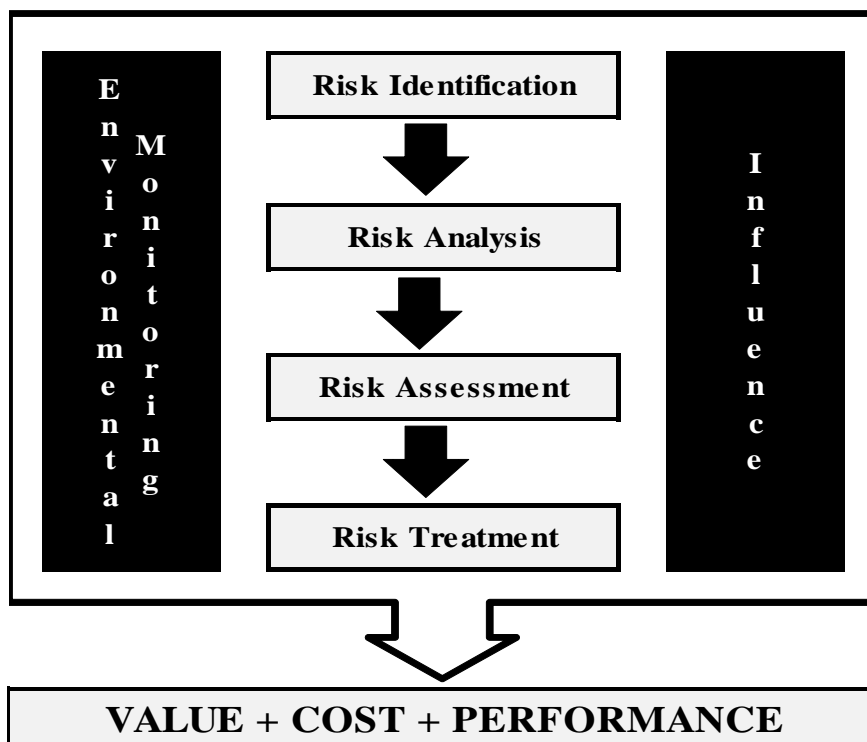 Environmental
Monitoring
Risk Identification
Risk Analysis
Risk Assessment
Risk Treatment
Influence
VALUE + COST + PERFORMANCE